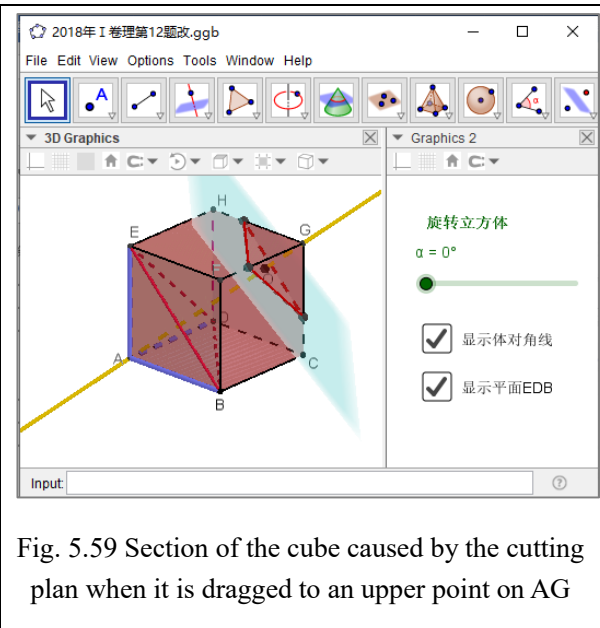 2018年 I 卷理第12题改.ggb
File Edit View Options Tools Window Help
A
α
3D Graphics
Graphics 2
H
E
G
旋转立方体
α = 0°
显示体对角线
A
C
显示平面EDB
B
Input:
Fig. 5.59 Section of the cube caused by the cutting
plan when it is dragged to an upper point on AG